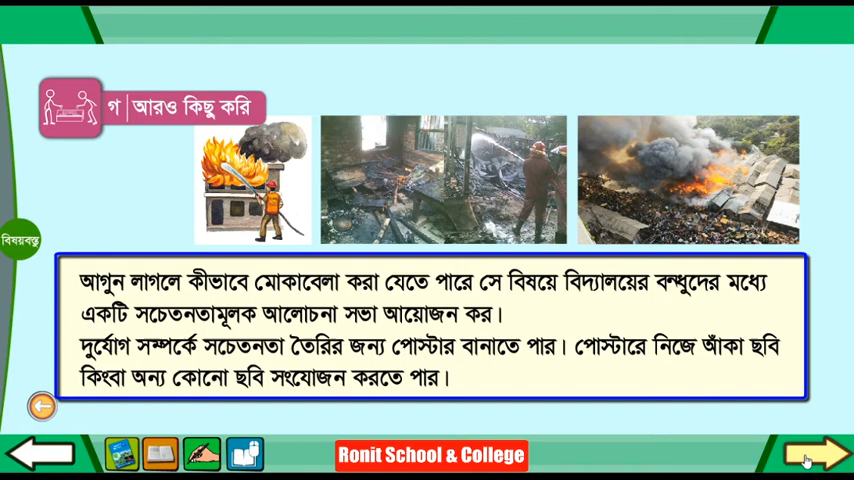 গ | আরও কিছু করি
বিষয়বস্তু
আগুন লাগলে কীভাবে মোকাবেলা করা যেতে পারে সে বিষয়ে বিদ্যালয়ের বন্ধুদের মধ্যে
একটি সচেতনতামূলক আলোচনা সভা আয়োজন কর।
দুর্যোগ সম্পর্কে সচেতনতা তৈরির জন্য পোস্টার বানাতে পার। পোস্টারে নিজে আঁকা ছবি
কিংবা অন্য কোনো ছবি সংযোজন করতে পার।
Ronit School & College